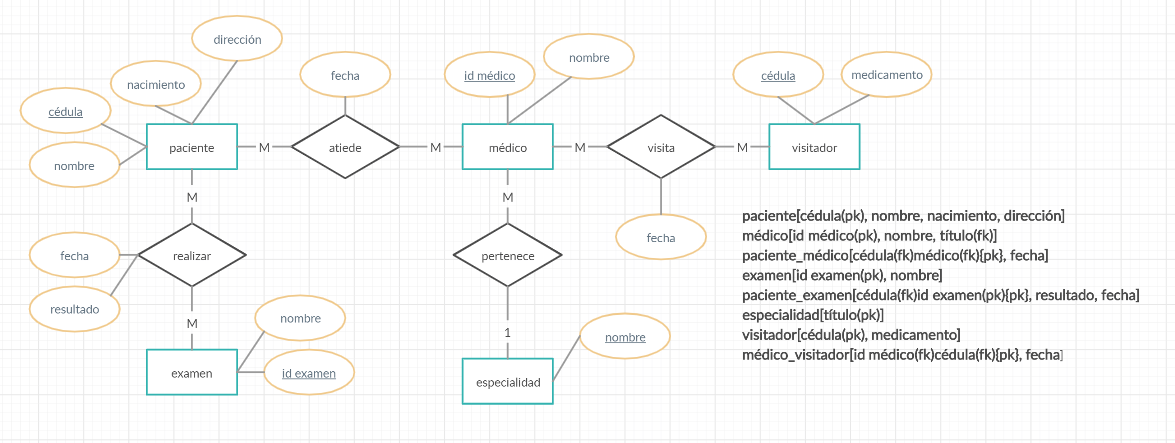 dirección
nombre
fecha
id médico
cédula
medicamento
nacimiento
cédula
paciente
M
atiede
M
médico
M
visita
M
visitador
nombre
M
M
paciente[cédula(pk), nombre, nacimiento, dirección]
médico[id médico(pk), nombre, título(fk)]
fecha
paciente_médico[cédula(fk)médico(fk){pk}, fecha]
fecha
realizar
pertenece
examen[id examen(pk), nombre]
paciente_examen[cédula(fk)id examen(pk){pk}, resultado, fecha]
resultado
especialidad[título(pk)]
nombre
M
1
nombre
visitador[cédula(pk), medicamento]
médico_visitador[id médico(fk)cédula(fk){pk}, fecha]
examen
id examen
especialidad